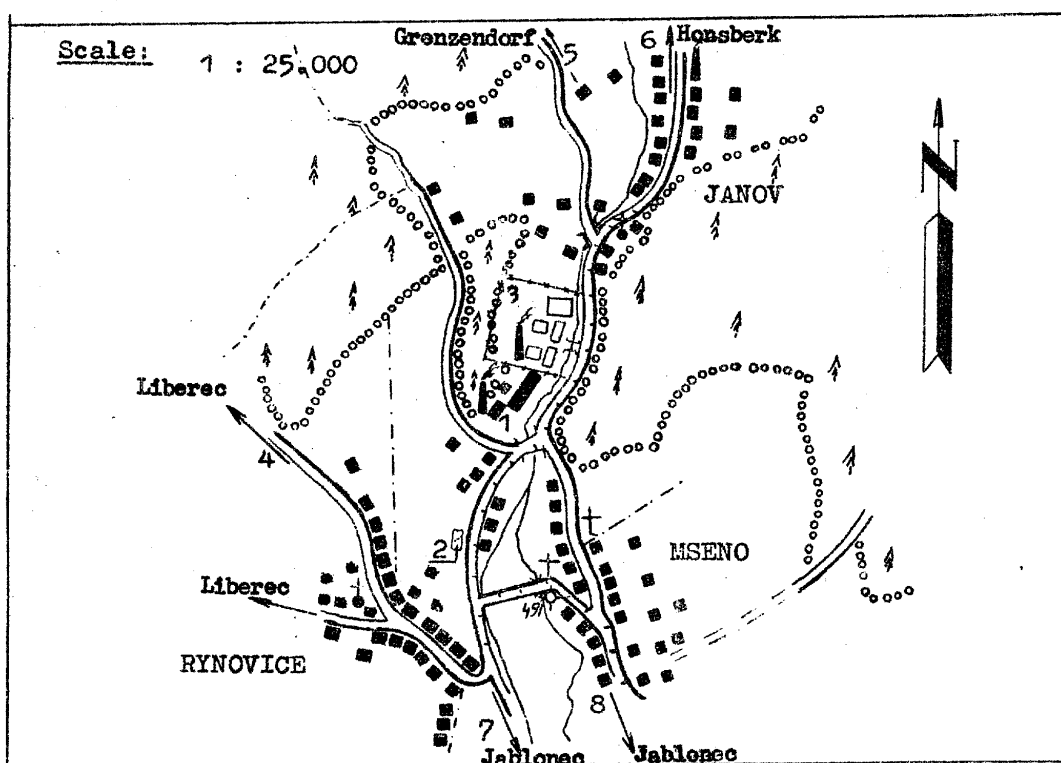 Scale: 1 : 25.000
Grenzendorf
5
6
Honsberk
N
JANOV
3
Liberec
1
4
2
MSENO
Liberec
RYNOVICE
7
8
Jablonec
Jablonec